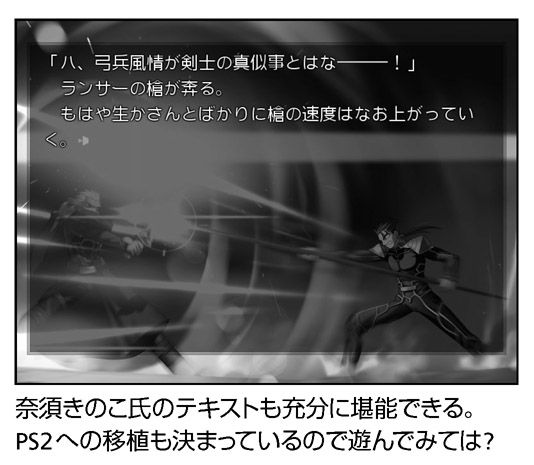 「ハ、弓兵風情が剣士の真似事とはな―――！」
ランサーの槍が奔る。
もはや生かさんとばかりに槍の速度はなお上がってい
く。
奈須きのこ氏のテキストも充分に堪能できる。
PS2への移植も決まっているので遊んでみては?